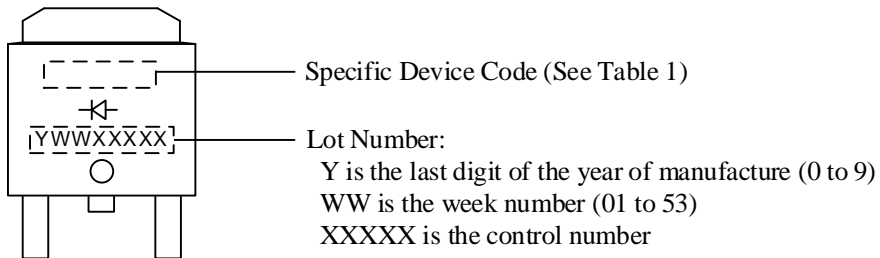 Specific Device Code (See Table 1)
YWWXXXXX
Lot Number:
Y is the last digit of the year of manufacture (0 to 9)
WW is the week number (01 to 53)
XXXXX is the control number